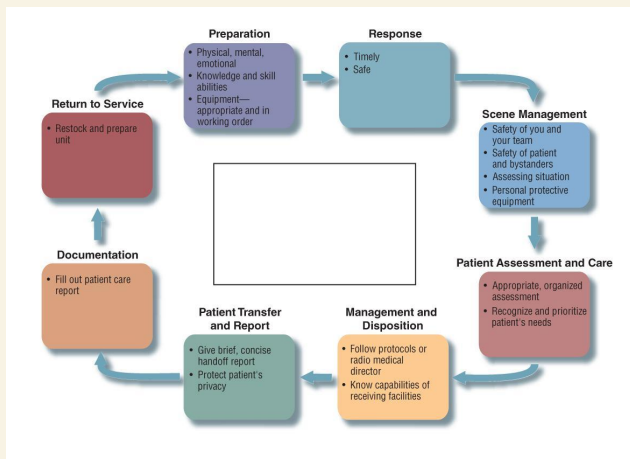 Preparation
• Physical, mental,
emotional
• Knowledge and skill
abilities
• Equipment—
appropriate and in
working order
Response
• Timely
• Safe
Scene Management
• Safety of you and
your team
• Safety of patient
and bystanders
• Assessing situation
• Personal protective
equipment
Patient Assessment and Care
• Appropriate, organized
assessment
• Recognize and prioritize
patient's needs
Management and
Disposition
• Follow protocols or
radio medical
director
• Know capabilities of
receiving facilities
Patient Transfer
and Report
• Give brief, concise
handoff report
• Protect patient's
privacy
Documentation
• Fill out patient care
report
Return to Service
• Restock and prepare
unit